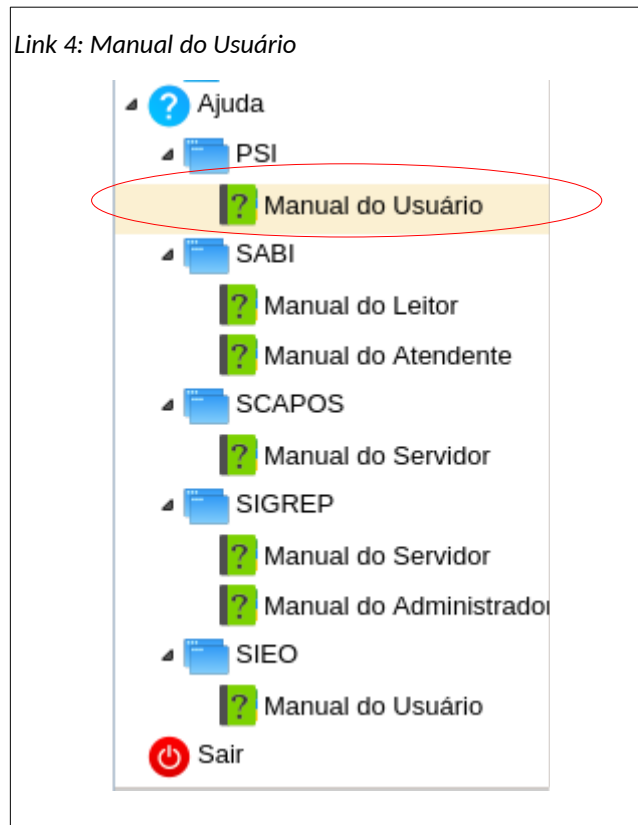 Link 4: Manual do Usuário
Ajuda
PSI
Manual do Usuário
SABI
Manual do Leitor
Manual do Atendente
SCAPOS
Manual do Servidor
SIGREP
Manual do Servidor
Manual do Administrador
SIEO
Manual do Usuário
Sair